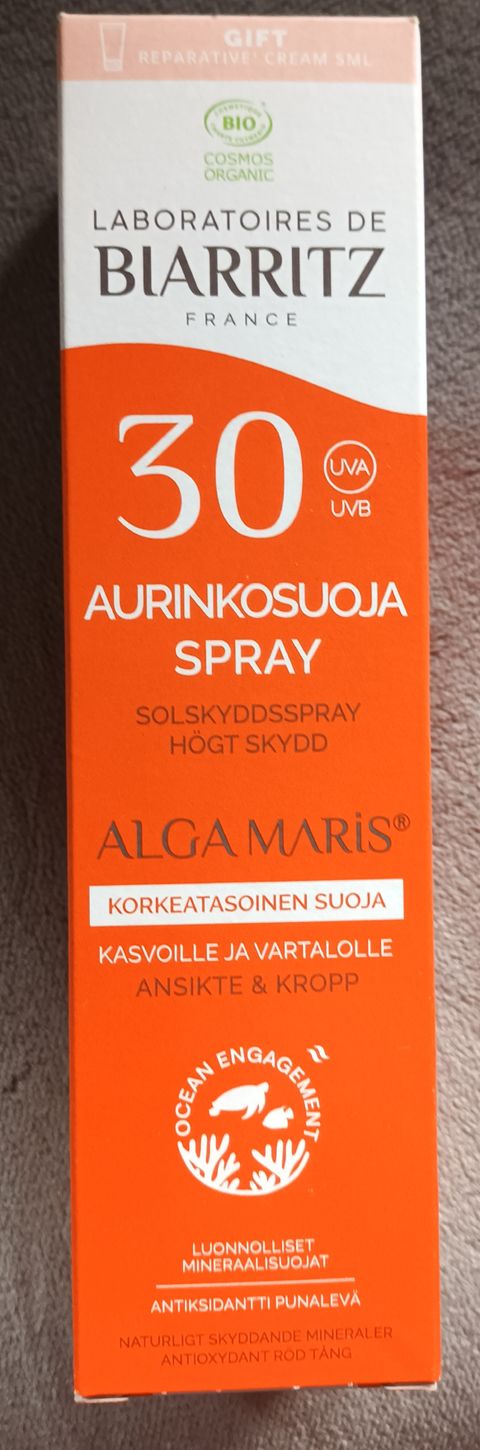 GIFT
REPARATIVE¹ CREAM 5ML
BIO
COSMOS
ORGANIC
LABORATOIRES DE
BIARRITZ
FRANCE
30
UVA
UVB
AURINKOSUOJA
SPRAY
SOLSKYDDSSPRAY
HÖGT SKYDD
ALGA MARiS®
KORKEATASOINEN SUOJA
KASVOILLE JA VARTALOLLE
ANSIKTE & KROPP
OCEAN ENGAGEMENT
LUONNOLLISET
MINERAALISUOJAT
ANTIKSIDANTTI PUNALEVÄ
NATURLIGT SKYDDANDE MINERALER
ANTIOXYDANT RÖD TÅNG